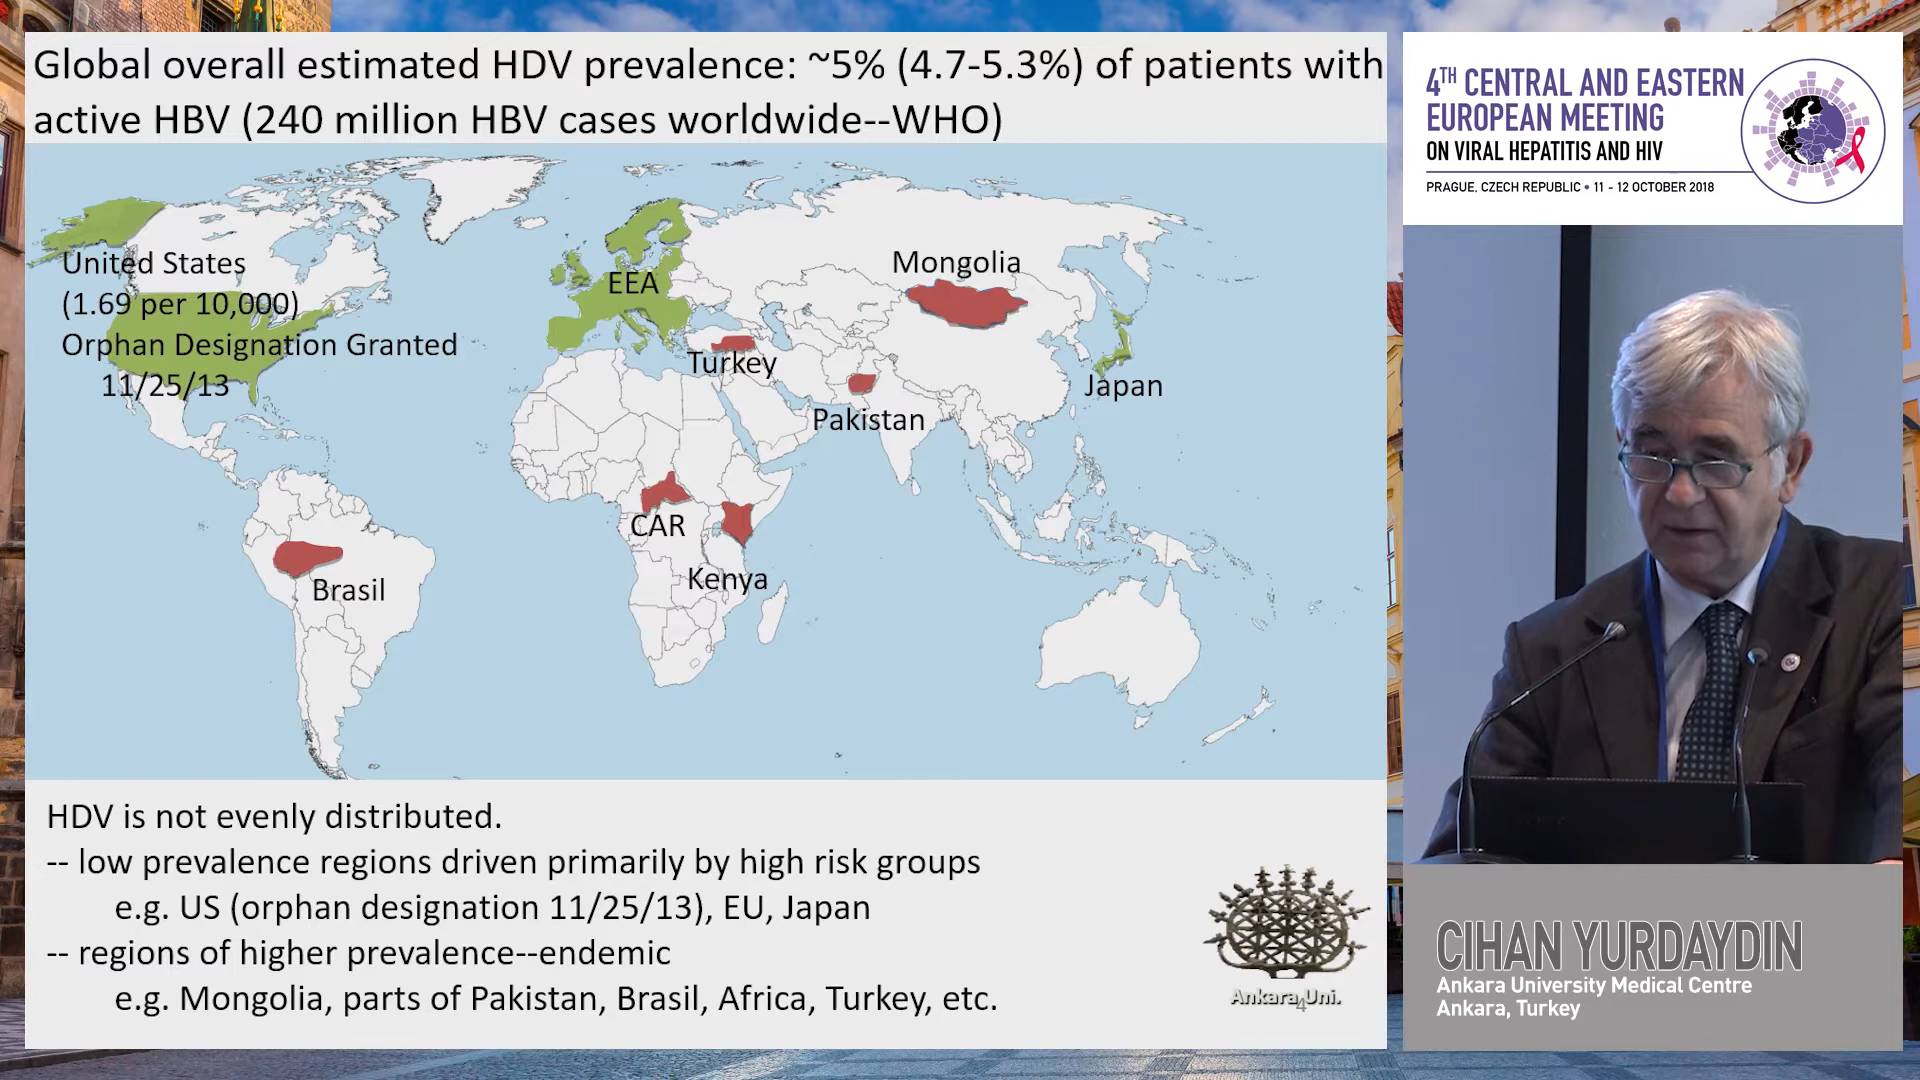 Global overall estimated HDV prevalence: ~5% (4.7-5.3%) of patients with
active HBV (240 million HBV cases worldwide--WHO)
United States
(1.69 per 10,000)
Orphan Designation Granted
11/25/13
EEA
Turkey
Mongolia
Pakistan
Japan
CAR
Kenya
Brasil
HDV is not evenly distributed.
-- low prevalence regions driven primarily by high risk groups
e.g. US (orphan designation 11/25/13), EU, Japan
-- regions of higher prevalence--endemic
e.g. Mongolia, parts of Pakistan, Brasil, Africa, Turkey, etc.
Ankara Uni.
4
4TH CENTRAL AND EASTERN
EUROPEAN MEETING
ON VIRAL HEPATITIS AND HIV
PRAGUE, CZECH REPUBLIC • 11 - 12 OCTOBER 2018
CIHAN YURDAYDIN
Ankara University Medical Centre
Ankara, Turkey